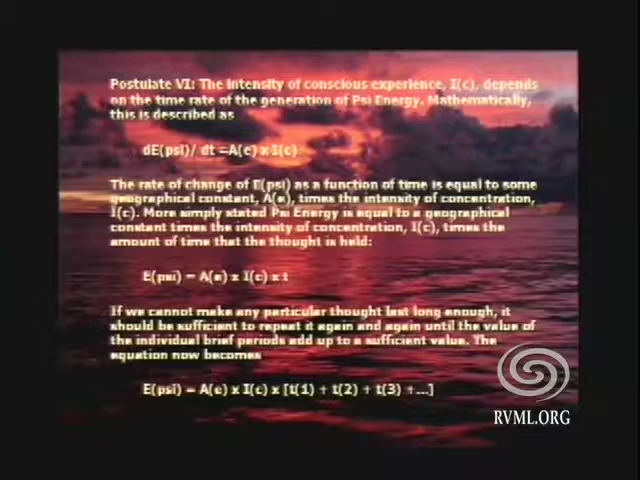 Postulate VI: The intensity of conscious experience, I(c), depends
on the time rate of the generation of Psi Energy. Mathematically,
this is described as
dE(psi)/ dt =A(e) x I(c)
The rate of change of E(psi) as a function of time is equal to some
geographical constant, A(e), times the intensity of concentration,
I(c). More simply stated Psi Energy is equal to a geographical
constant times the intensity of concentration, I(c), times the
amount of time that the thought is held:
E(psi) = A(e) x I(c) x t
If we cannot make any particular thought last long enough, it
should be sufficient to repeat it again and again until the value of
the individual brief periods add up to a sufficient value. The
equation now becomes
E(psi) = A(e) x I(c) x [t(1) + t(2) + t(3) +...]
RVML.ORG